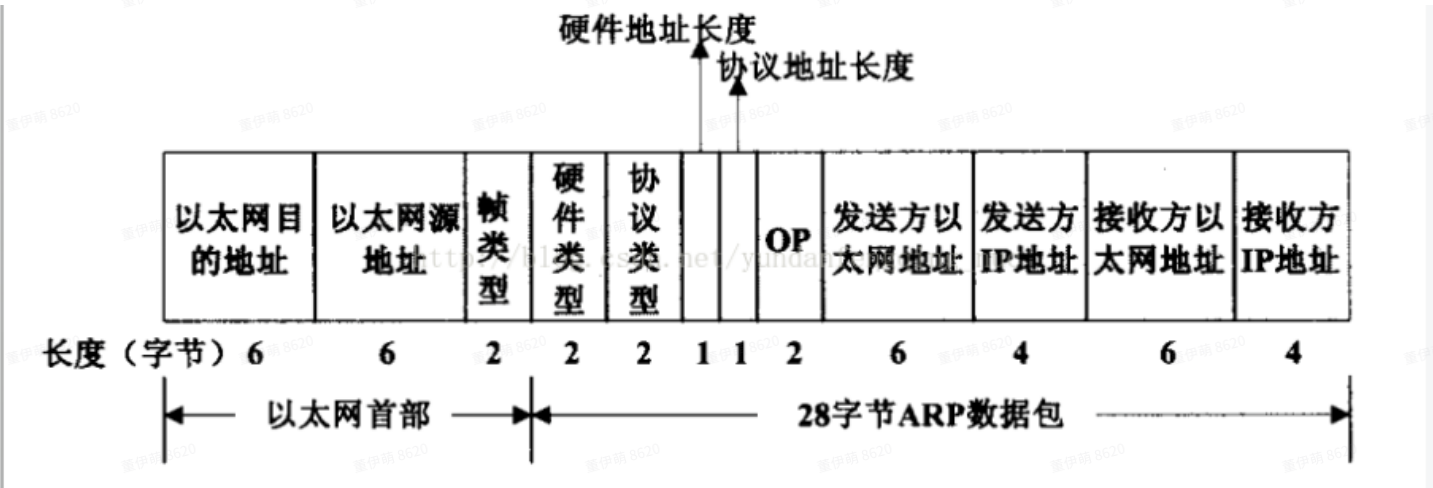 硬件地址长度
协议地址长度
以太网目的地址
以太网源地址
帧类型
硬件类型
协议类型
OP
发送方以太网地址
发送方IP地址
接收方以太网地址
接收方IP地址
长度（字节）6 6 2 2 2 1 1 2 6 4 6 4
以太网首部
28字节ARP数据包
董伊萌 8620